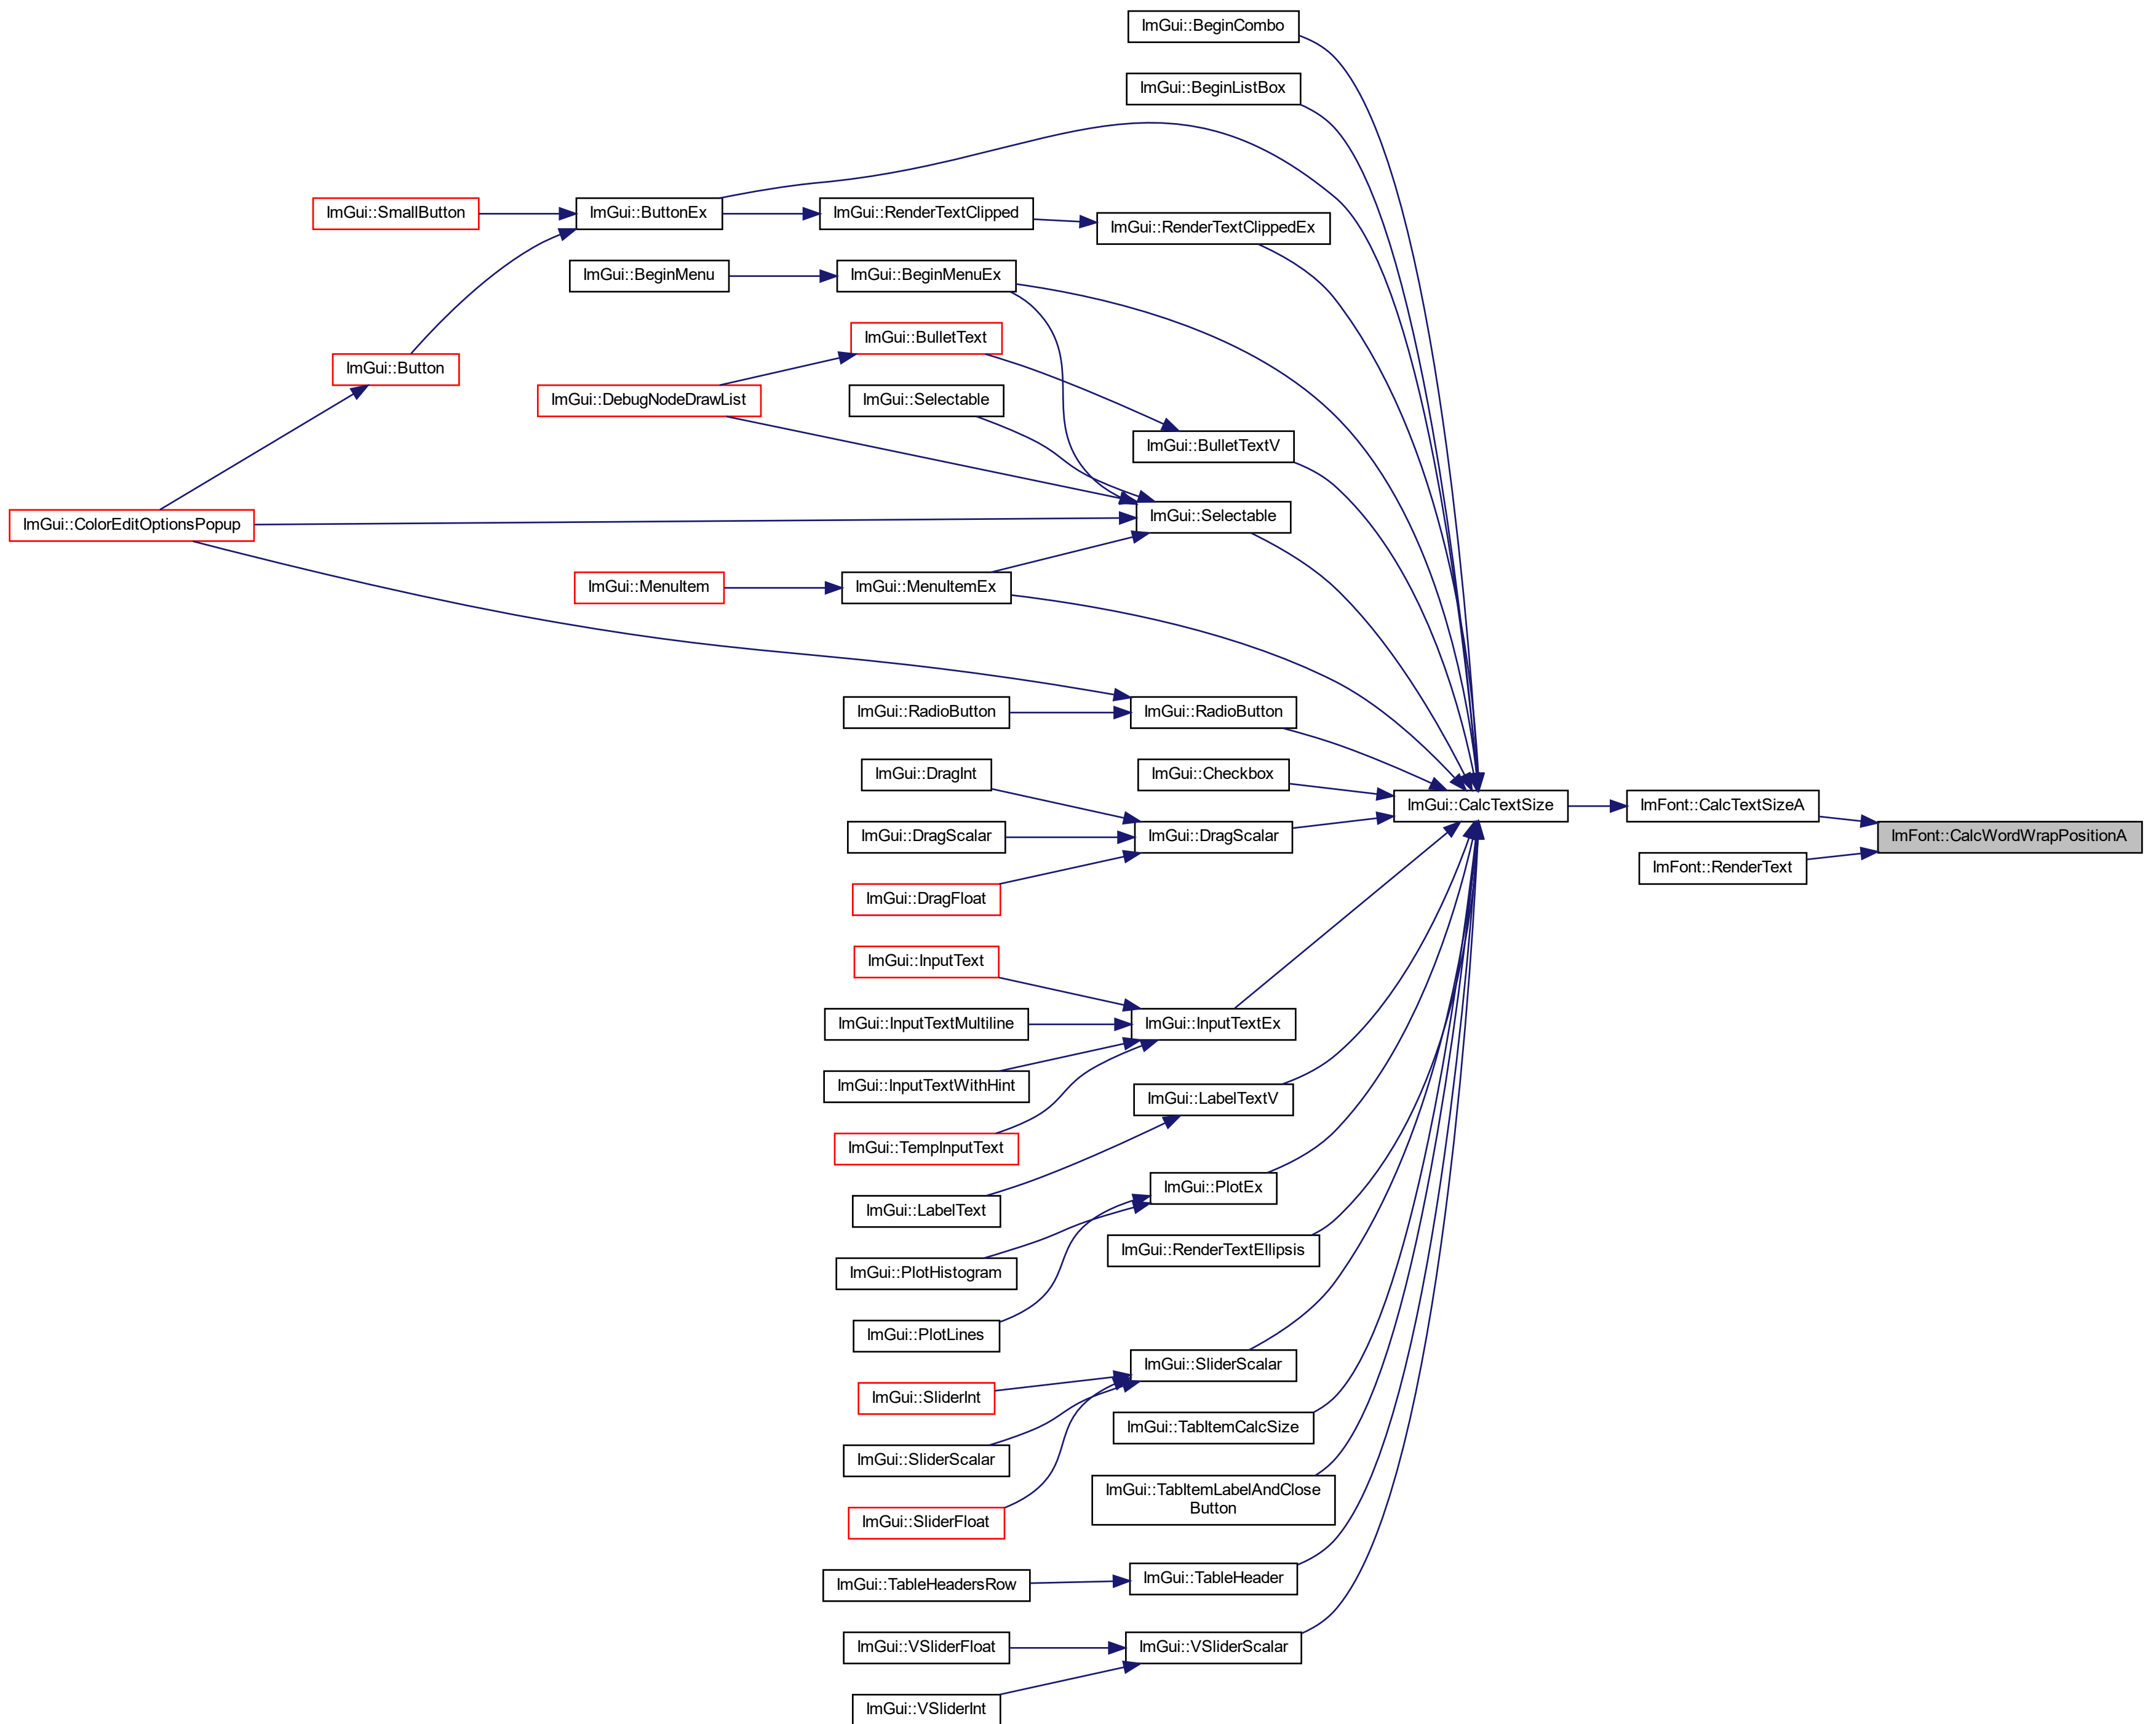 ImGui::BeginCombo
ImGui::BeginListBox
ImGui::SmallButton
ImGui::ButtonEx
ImGui::RenderTextClipped
ImGui::RenderTextClippedEx
ImGui::BeginMenu
ImGui::BeginMenuEx
ImGui::BulletText
ImGui::Button
ImGui::DebugNodeDrawList
ImGui::Selectable
ImGui::BulletTextV
ImGui::ColorEditOptionsPopup
ImGui::Selectable
ImGui::MenuItem
ImGui::MenuItemEx
ImGui::RadioButton
ImGui::RadioButton
ImGui::DragInt
ImGui::Checkbox
ImGui::CalcTextSize
ImFont::CalcTextSizeA
ImGui::DragScalar
ImGui::DragScalar
ImFont::CalcWordWrapPositionA
ImFont::RenderText
ImGui::DragFloat
ImGui::InputText
ImGui::InputTextMultiline
ImGui::InputTextEx
ImGui::InputTextWithHint
ImGui::LabelTextV
ImGui::TempInputText
ImGui::PlotEx
ImGui::LabelText
ImGui::RenderTextEllipsis
ImGui::PlotHistogram
ImGui::PlotLines
ImGui::SliderScalar
ImGui::SliderInt
ImGui::TabItemCalcSize
ImGui::SliderScalar
ImGui::TabItemLabelAndClose
Button
ImGui::SliderFloat
ImGui::TableHeadersRow
ImGui::TableHeader
ImGui::VSliderFloat
ImGui::VSliderScalar
ImGui::VSliderInt